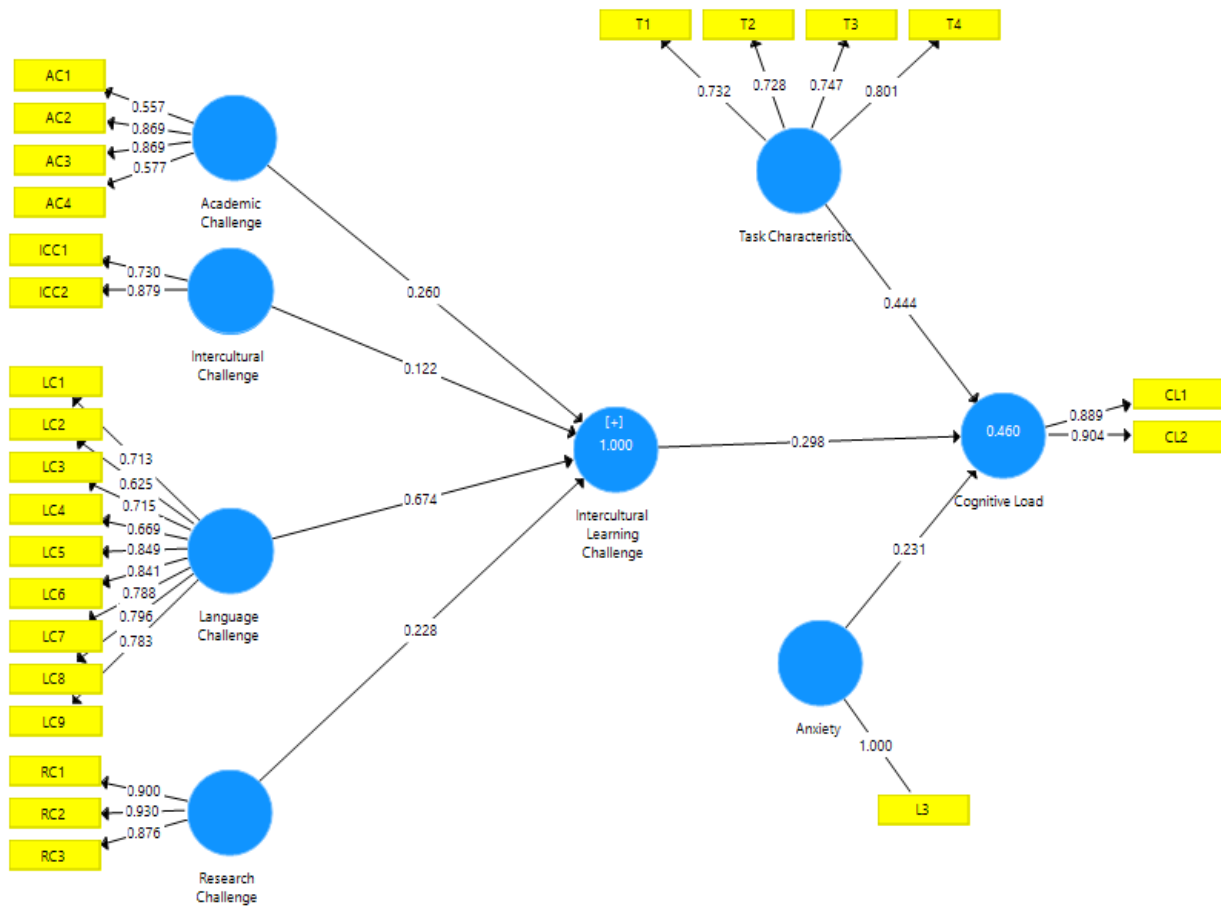 T1
T2
T3
T4
0.732
0.728
0.747
0.801
Task Characteristic
AC1
AC2
AC3
AC4
0.557
0.869
0.869
0.577
Academic
Challenge
ICC1
ICC2
0.730
0.879
Intercultural
Challenge
LC1
LC2
LC3
LC4
LC5
LC6
LC7
LC8
LC9
0.713
0.625
0.715
0.669
0.849
0.841
0.788
0.796
0.783
Language
Challenge
RC1
RC2
RC3
0.900
0.930
0.876
Research
Challenge
0.260
0.122
0.674
0.228
[+]
1.000
Intercultural
Learning
Challenge
0.298
0.444
0.231
0.460
Cognitive Load
0.889
0.904
CL1
CL2
Anxiety
1.000
L3